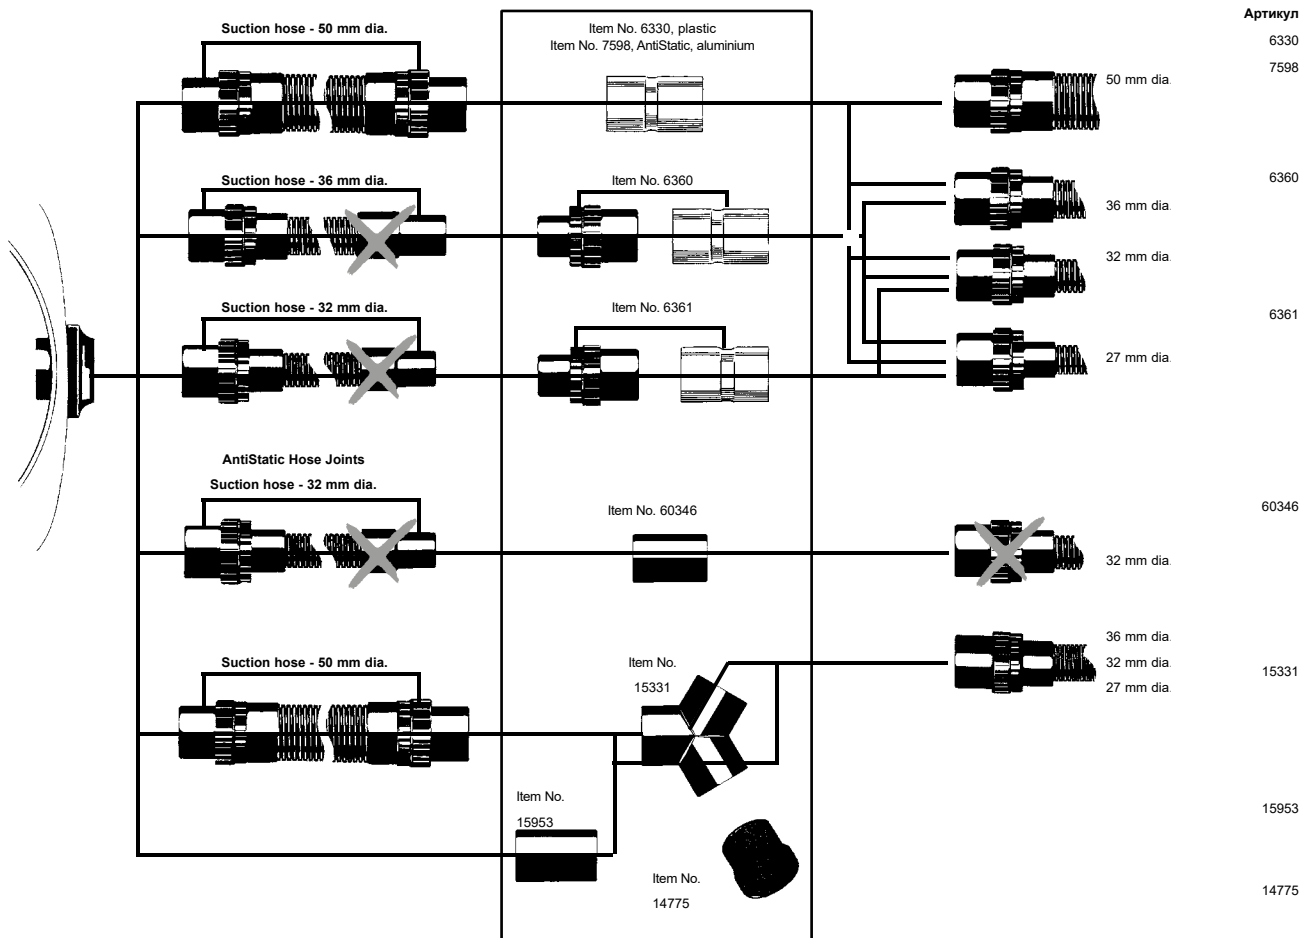 Артикул
Suction hose - 50 mm dia.
Item No. 6330, plastic
Item No. 7598, AntiStatic, aluminium
6330
7598
50 mm dia.
Suction hose - 36 mm dia.
Item No. 6360
6360
36 mm dia.
32 mm dia.
Suction hose - 32 mm dia.
Item No. 6361
6361
27 mm dia.
AntiStatic Hose Joints
Suction hose - 32 mm dia.
Item No. 60346
60346
32 mm dia.
36 mm dia.
Suction hose - 50 mm dia.
Item No.
15331
32 mm dia.
15331
27 mm dia.
Item No.
15953
15953
Item No.
14775
14775